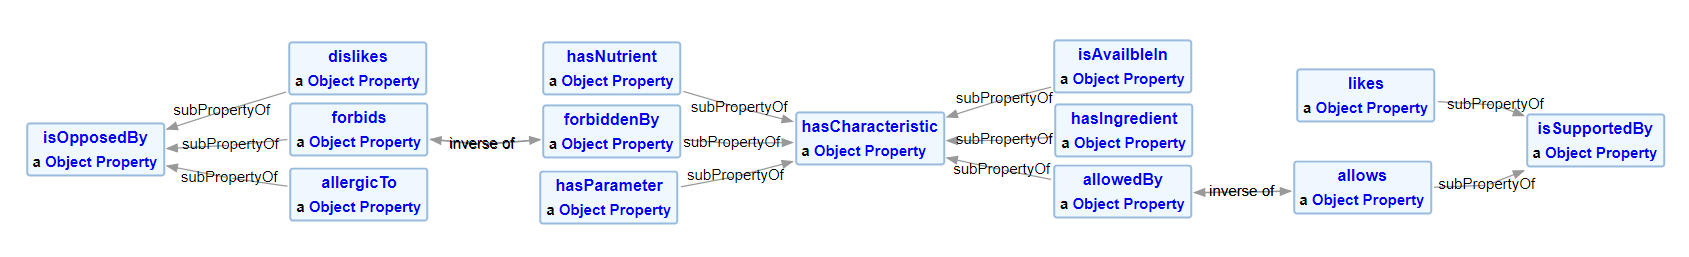 isOpposedBy
a Object Property
subPropertyOf
subPropertyOf
subPropertyOf
dislikes
a Object Property
forbids
a Object Property
allergicTo
a Object Property
inverse of
hasNutrient
a Object Property
forbiddenBy
a Object Property
hasParameter
a Object Property
subPropertyOf
subPropertyOf
subPropertyOf
hasCharacteristic
a Object Property
subPropertyOf
subPropertyOf
subPropertyOf
isAvailbleIn
a Object Property
hasIngredient
a Object Property
allowedBy
a Object Property
inverse of
likes
a Object Property
allows
a Object Property
subPropertyOf
subPropertyOf
isSupportedBy
a Object Property